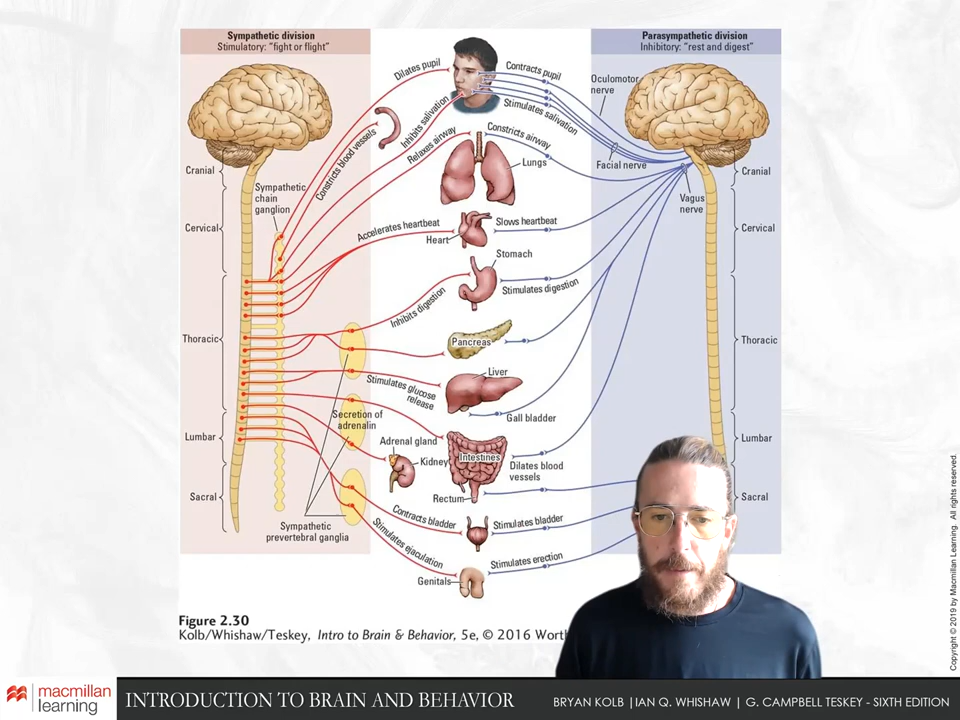 Sympathetic division
Stimulatory: "fight or flight"
Parasympathetic division
Inhibitory: "rest and digest"
Dilates pupil
Contracts pupil
Oculomotor
nerve
Inhibits salivation
Stimulates salivation
Constricts blood vessels
Relaxes airway
Constricts airway
Lungs
Facial nerve
Cranial
Cranial
Sympathetic
chain
ganglion
Vagus
nerve
Cervical
Accelerates heartbeat
Heart
Slows heartbeat
Cervical
Stomach
Inhibits digestion
Stimulates digestion
Thoracic
Pancreas
Thoracic
Stimulates glucose
release
Liver
Gall bladder
Secretion of
adrenalin
Lumbar
Adrenal gland
Kidney
Intestines
Dilates blood
vessels
Lumbar
Sacral
Rectum
Sacral
Sympathetic
prevertebral ganglia
Contracts bladder
Stimulates bladder
Stimulates ejaculation
Stimulates erection
Genitals
Figure 2.30
Kolb/Whishaw/Teskey, Intro to Brain & Behavior, 5e, © 2016
Copyright © 2019 by Macmillan Learning. All rights reserved.
macmillan
learning
INTRODUCTION TO BRAIN AND BEHAVIOR
BRYAN KOLB | IAN Q. WHISHAW | G. CAMPBELL TESKEY - SIXTH EDITION